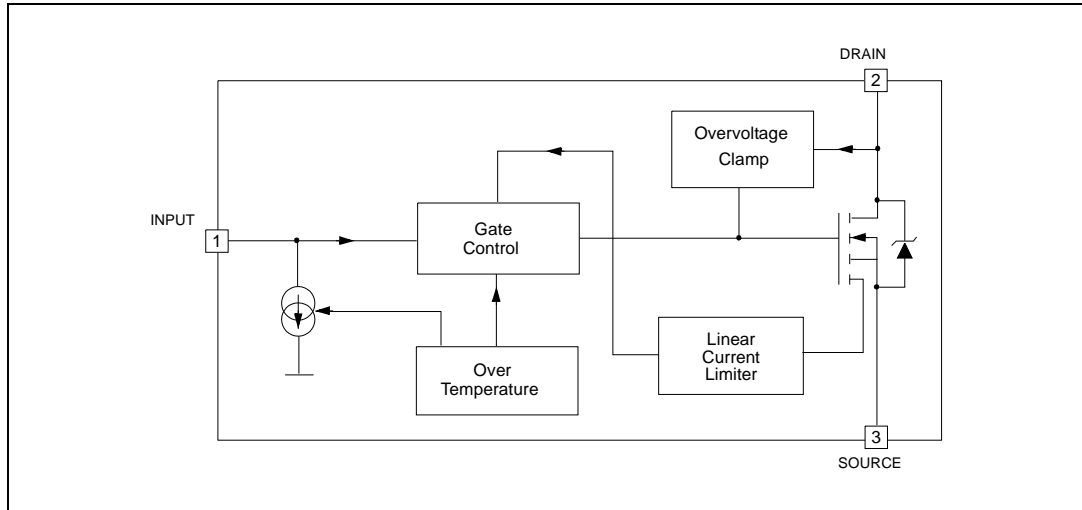 DRAIN
2
Overvoltage
Clamp
INPUT
1
Gate
Control
Linear
Current
Limiter
Over
Temperature
3
SOURCE